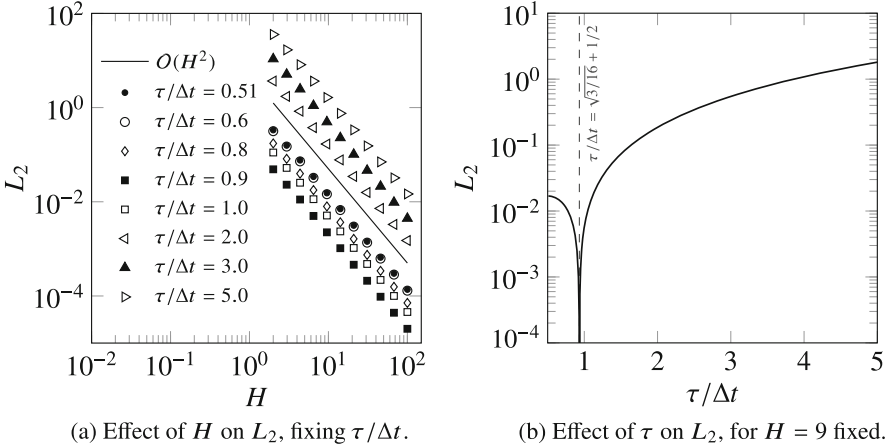 10^2
10^0
10^{-2}
10^{-4}
L_2
O(H^2)
τ/Δt = 0.51
τ/Δt = 0.6
τ/Δt = 0.8
τ/Δt = 0.9
τ/Δt = 1.0
τ/Δt = 2.0
τ/Δt = 3.0
τ/Δt = 5.0
10^{-2} 10^{-1} 10^0 10^1 10^2
H
(a) Effect of H on L_2, fixing τ/Δt.
10^1
10^0
10^{-1}
10^{-2}
10^{-3}
10^{-4}
L_2
τ/Δt = √3/16 + 1/2
1 2 3 4 5
τ/Δt
(b) Effect of τ on L_2, for H = 9 fixed.